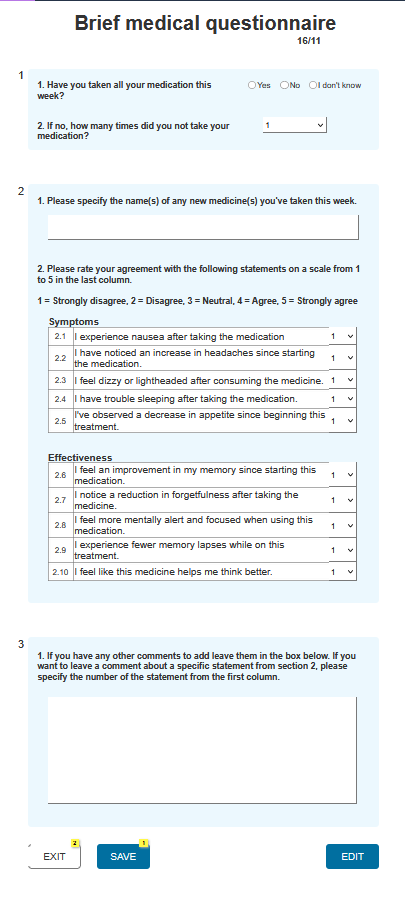 Brief medical questionnaire
16/11
1
1. Have you taken all your medication this
week?
Yes No I don't know
2. If no, how many times did you not take your
medication?
1
2
1. Please specify the name(s) of any new medicine(s) you've taken this week.
2. Please rate your agreement with the following statements on a scale from 1
to 5 in the last column.
1 = Strongly disagree, 2 = Disagree, 3 = Neutral, 4 = Agree, 5 = Strongly agree
Symptoms
2.1 I experience nausea after taking the medication 1
2.2 I have noticed an increase in headaches since starting
the medication. 1
2.3 I feel dizzy or lightheaded after consuming the medicine. 1
2.4 I have trouble sleeping after taking the medication. 1
2.5 I've observed a decrease in appetite since beginning this
treatment. 1
Effectiveness
2.6 I feel an improvement in my memory since starting this
medication. 1
2.7 I notice a reduction in forgetfulness after taking the
medicine. 1
2.8 I feel more mentally alert and focused when using this
medication. 1
2.9 I experience fewer memory lapses while on this
treatment. 1
2.10 I feel like this medicine helps me think better. 1
3
1. If you have any other comments to add leave them in the box below. If you
want to leave a comment about a specific statement from section 2, please
specify the number of the statement from the first column.
2 1
EXIT SAVE EDIT